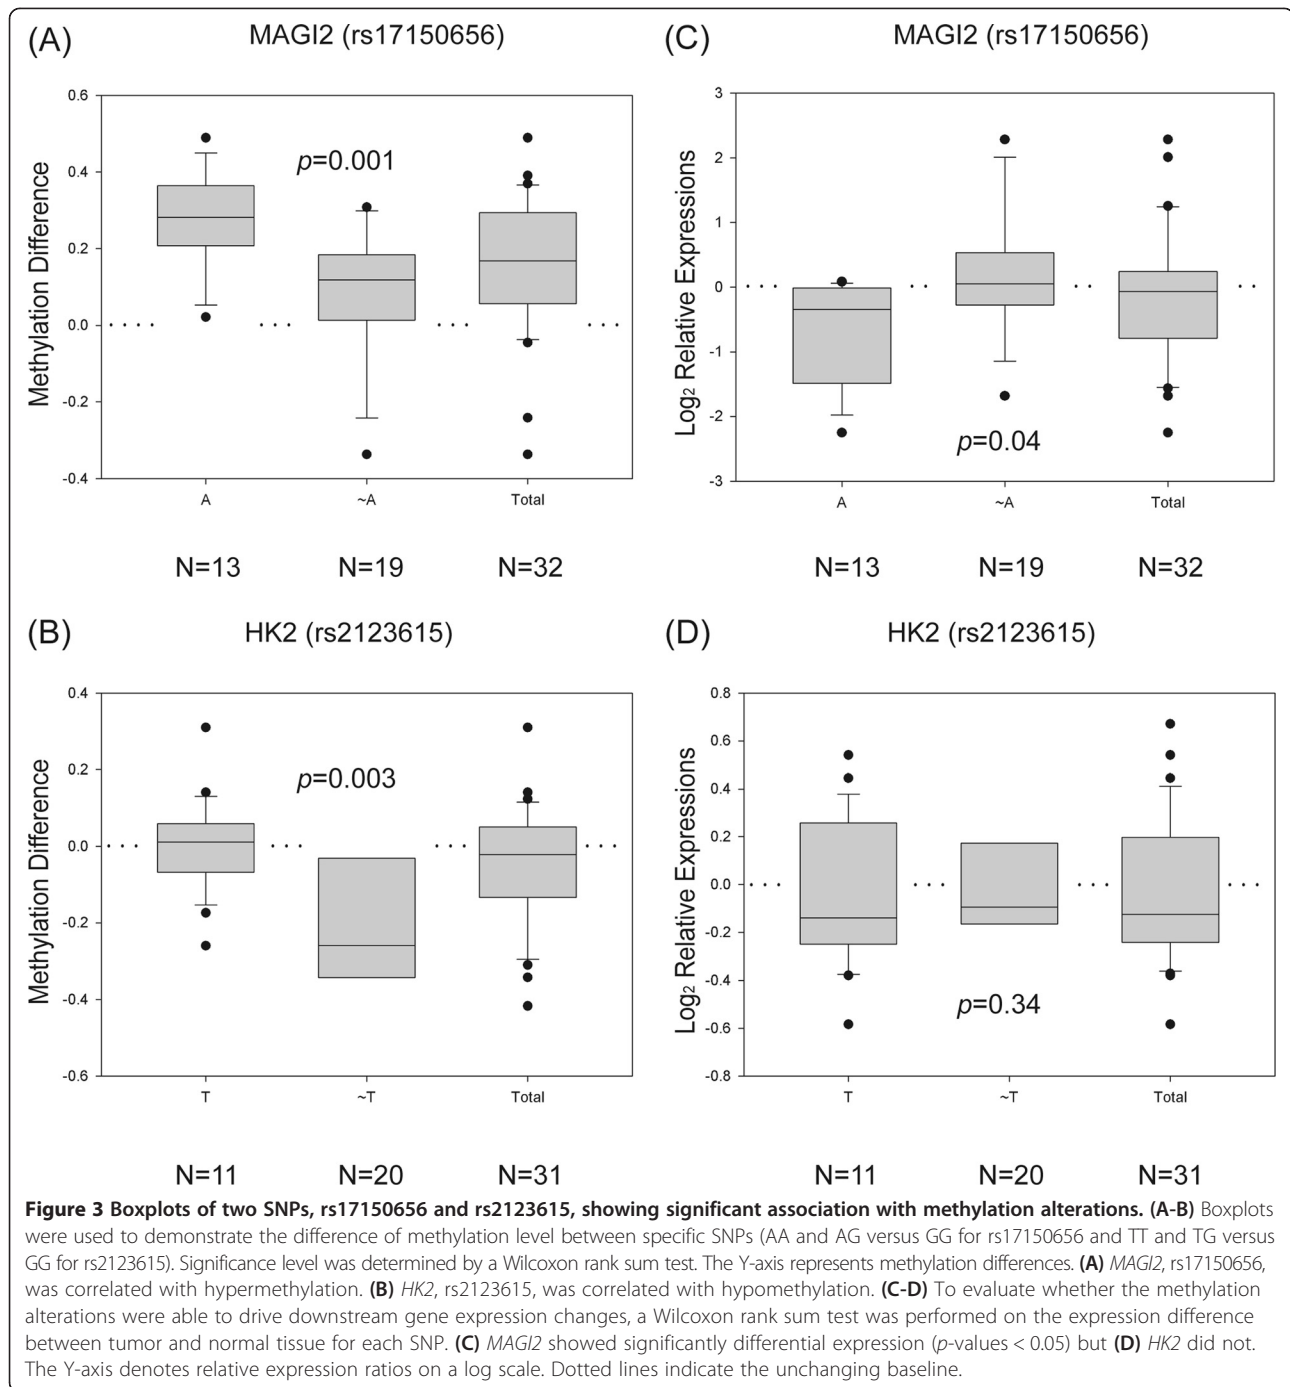 (A)
MAGI2 (rs17150656)
0.6
0.4
0.2
0.0
-0.2
-0.4
Methylation Difference
p=0.001
A
~A
Total
N=13
N=19
N=32
(C)
MAGI2 (rs17150656)
3
2
1
0
-1
-2
-3
Log2 Relative Expressions
p=0.04
A
~A
Total
N=13
N=19
N=32
(B)
HK2 (rs2123615)
0.4
0.2
0.0
-0.2
-0.4
-0.6
Methylation Difference
p=0.003
T
~T
Total
N=11
N=20
N=31
(D)
HK2 (rs2123615)
0.8
0.6
0.4
0.2
0.0
-0.2
-0.4
-0.6
-0.8
Log2 Relative Expressions
p=0.34
T
~T
Total
N=11
N=20
N=31
Figure 3 Boxplots of two SNPs, rs17150656 and rs2123615, showing significant association with methylation alterations. (A-B) Boxplots
were used to demonstrate the difference of methylation level between specific SNPs (AA and AG versus GG for rs17150656 and TT and TG versus
GG for rs2123615). Significance level was determined by a Wilcoxon rank sum test. The Y-axis represents methylation differences. (A) MAGI2, rs17150656,
was correlated with hypermethylation. (B) HK2, rs2123615, was correlated with hypomethylation. (C-D) To evaluate whether the methylation
alterations were able to drive downstream gene expression changes, a Wilcoxon rank sum test was performed on the expression difference
between tumor and normal tissue for each SNP. (C) MAGI2 showed significantly differential expression (p-values < 0.05) but (D) HK2 did not.
The Y-axis denotes relative expression ratios on a log scale. Dotted lines indicate the unchanging baseline.